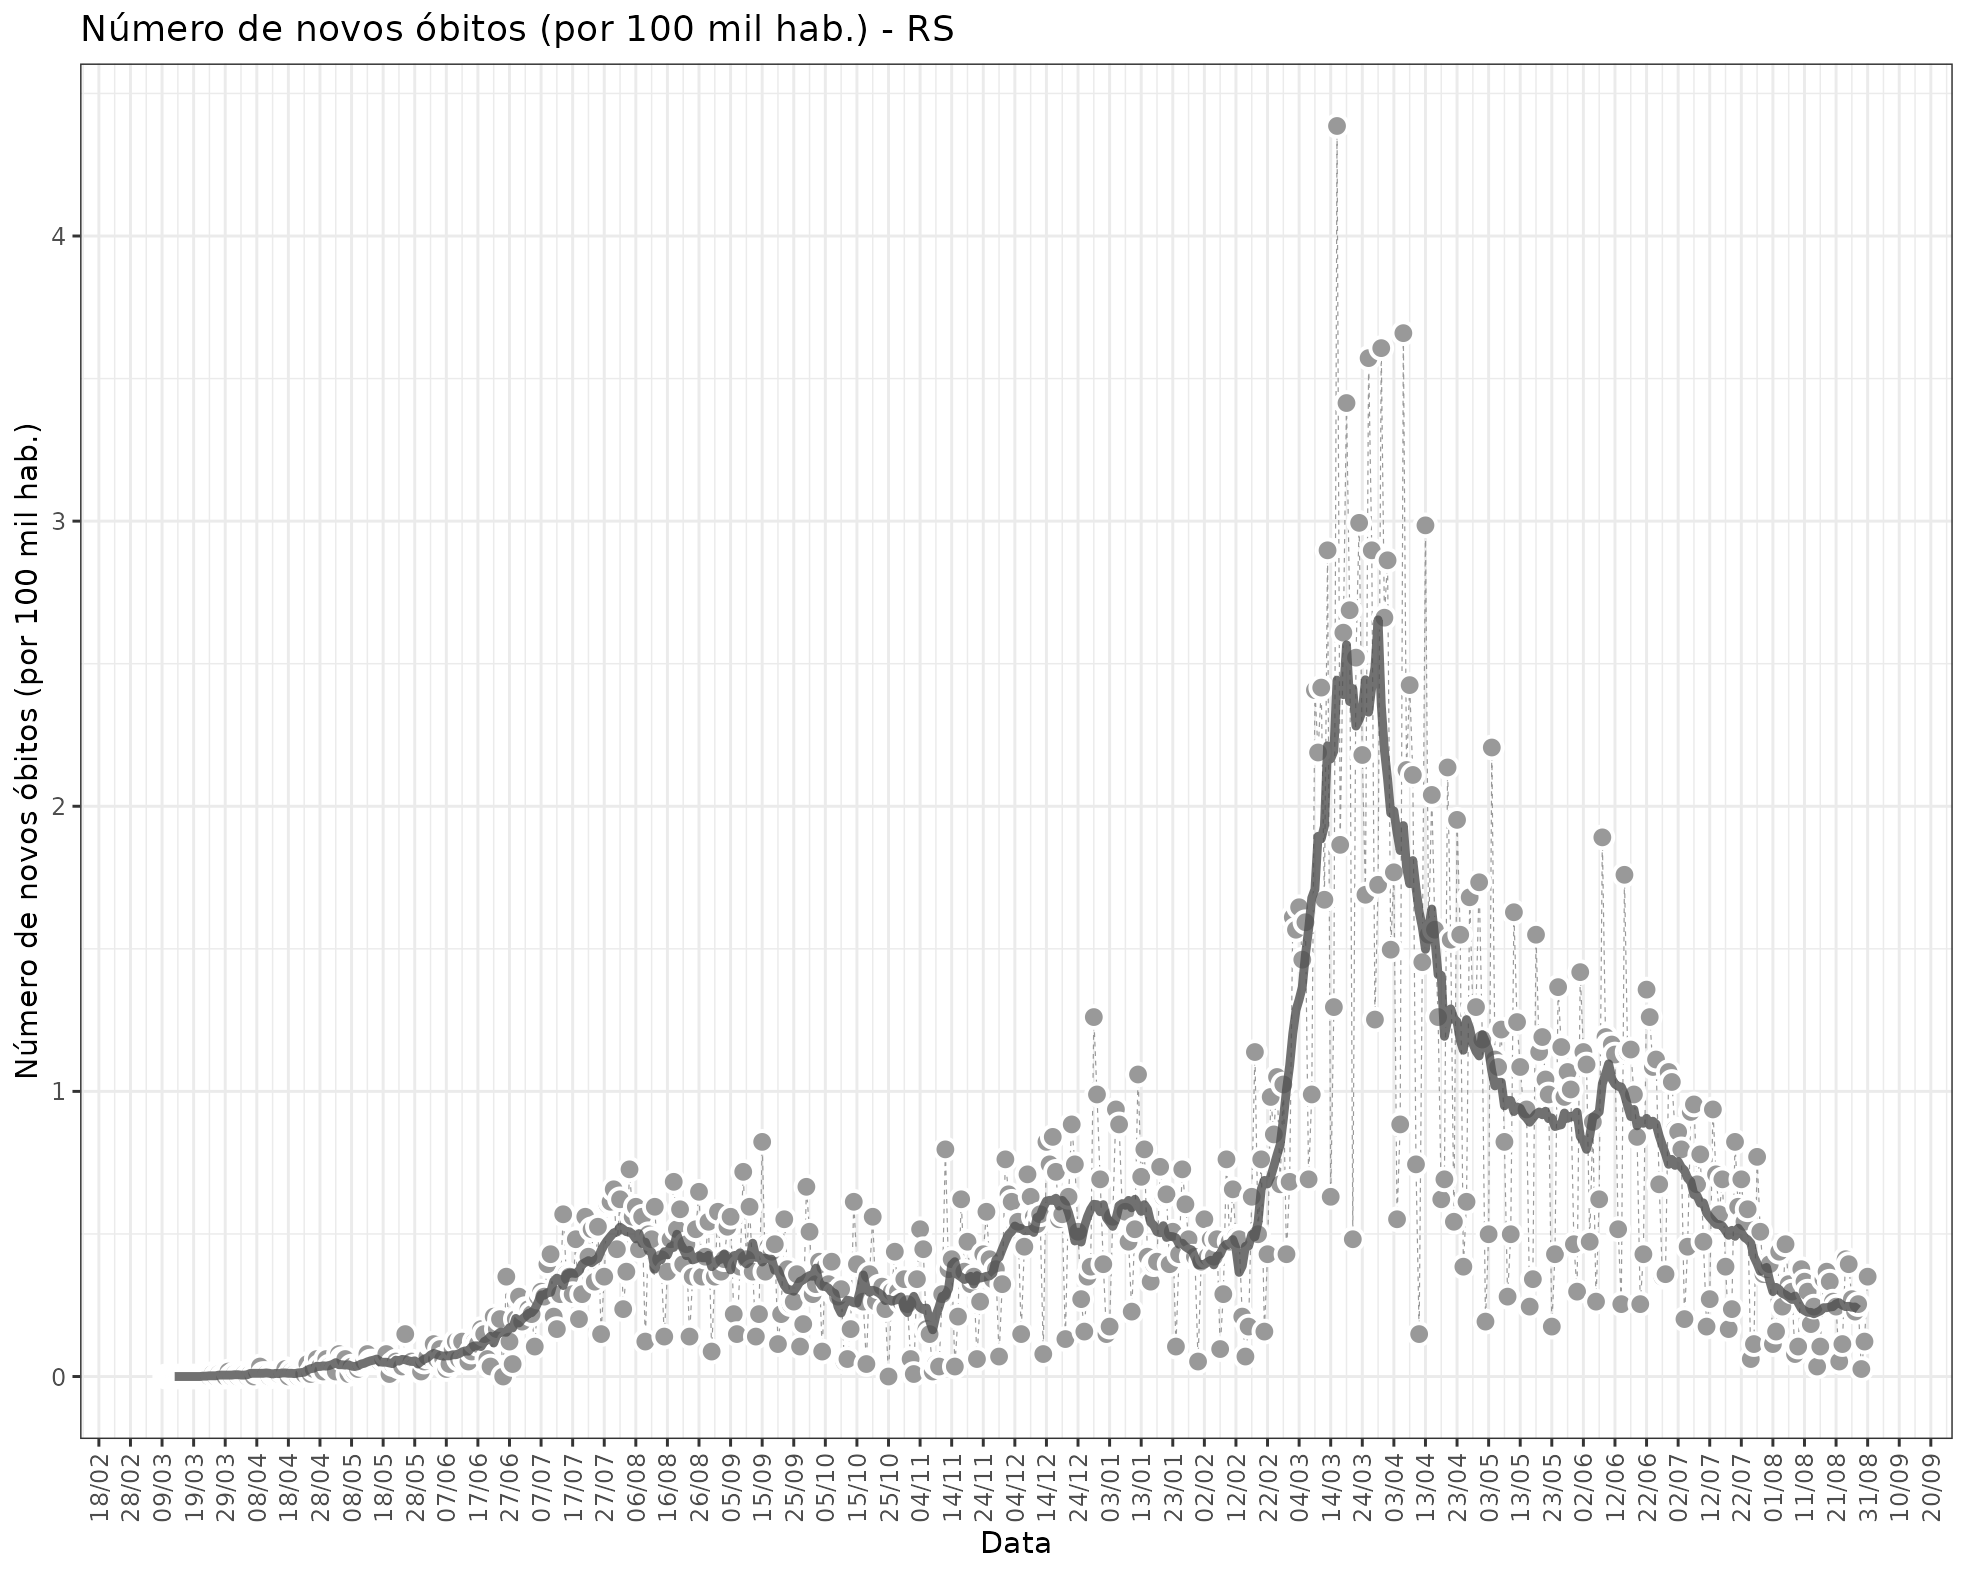 Número de novos óbitos (por 100 mil hab.) - RS
Número de novos óbitos (por 100 mil hab.)
4
3
2
1
0
18/02 28/02 09/03 19/03 29/03 08/04 18/04 28/04 08/05 18/05 28/05 07/06 17/06 27/06 07/07 17/07 27/07 06/08 16/08 26/08 05/09 15/09 25/09 05/10 15/10 25/10 04/11 14/11 24/11 04/12 14/12 24/12 03/01 13/01 23/01 02/02 12/02 22/02 04/03 14/03 24/03 03/04 13/04 23/04 03/05 13/05 23/05 02/06 12/06 22/06 02/07 12/07 22/07 01/08 11/08 21/08 31/08 10/09 20/09
Data